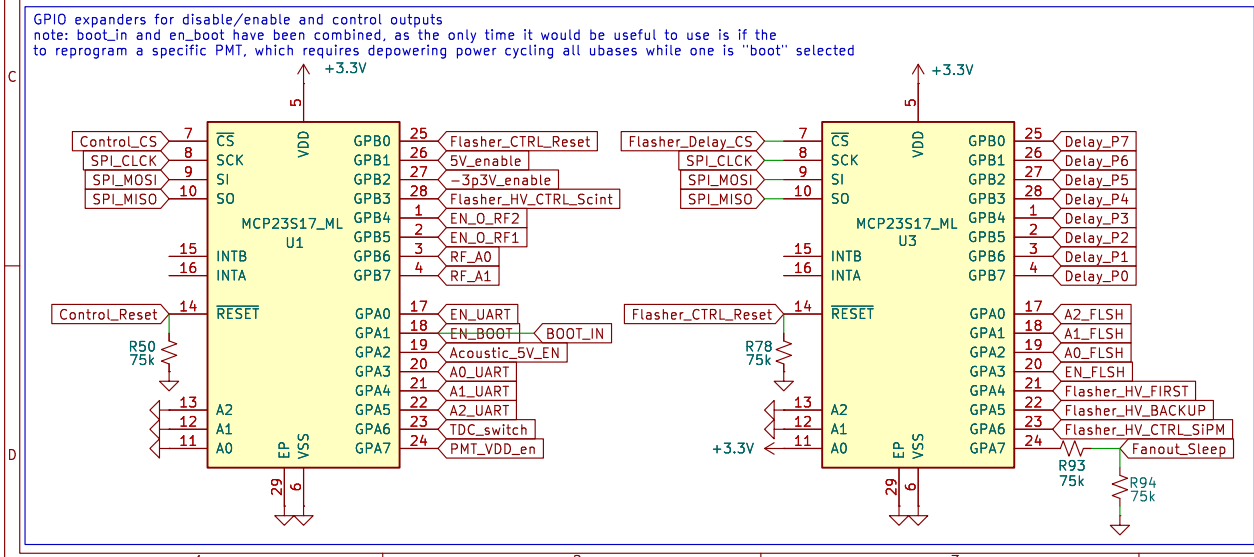 GPIO expanders for disable/enable and control outputs
note: boot_in and en_boot have been combined, as the only time it would be useful to use is if the
to reprogram a specific PMT, which requires depowering power cycling all ubases while one is "boot" selected
C
+3.3V
5
VDD
Control_CS 7 CS GPB0 25 Flasher_CTRL_Reset
SPI_CLCK 8 SCK GPB1 26 5V_enable
SPI_MOSI 9 SI GPB2 27 -3p3V_enable
SPI_MISO 10 SO GPB3 28 Flasher_HV_CTRL_Scint
MCP23S17_ML GPB4 1 EN_O_RF2
U1 GPB5 2 EN_O_RF1
15 INTB GPB6 3 RF_A0
16 INTA GPB7 4 RF_A1
Control_Reset 14 RESET GPA0 17 EN_UART
GPA1 18 EN_BOOT BOOT_IN
R50 GPA2 19 Acoustic_5V_EN
75k
GPA3 20 A0_UART
GPA4 21 A1_UART
13 A2 GPA5 22 A2_UART
12 A1 GPA6 23 TDC_switch
11 A0 GPA7 24 PMT_VDD_en
EP VSS
29 6
+3.3V
5
VDD
Flasher_Delay_CS 7 CS GPB0 25 Delay_P7
SPI_CLCK 8 SCK GPB1 26 Delay_P6
SPI_MOSI 9 SI GPB2 27 Delay_P5
SPI_MISO 10 SO GPB3 28 Delay_P4
MCP23S17_ML GPB4 1 Delay_P3
U3 GPB5 2 Delay_P2
15 INTB GPB6 3 Delay_P1
16 INTA GPB7 4 Delay_P0
Flasher_CTRL_Reset 14 RESET GPA0 17 A2_FLSH
GPA1 18 A1_FLSH
R78 GPA2 19 A0_FLSH
75k
GPA3 20 EN_FLSH
GPA4 21 Flasher_HV_FIRST
13 A2 GPA5 22 Flasher_HV_BACKUP
12 A1 GPA6 23 Flasher_HV_CTRL_SiPM
+3.3V 11 A0 GPA7 24 Fanout_Sleep
R93
75k
R94
75k
EP VSS
29 6
D